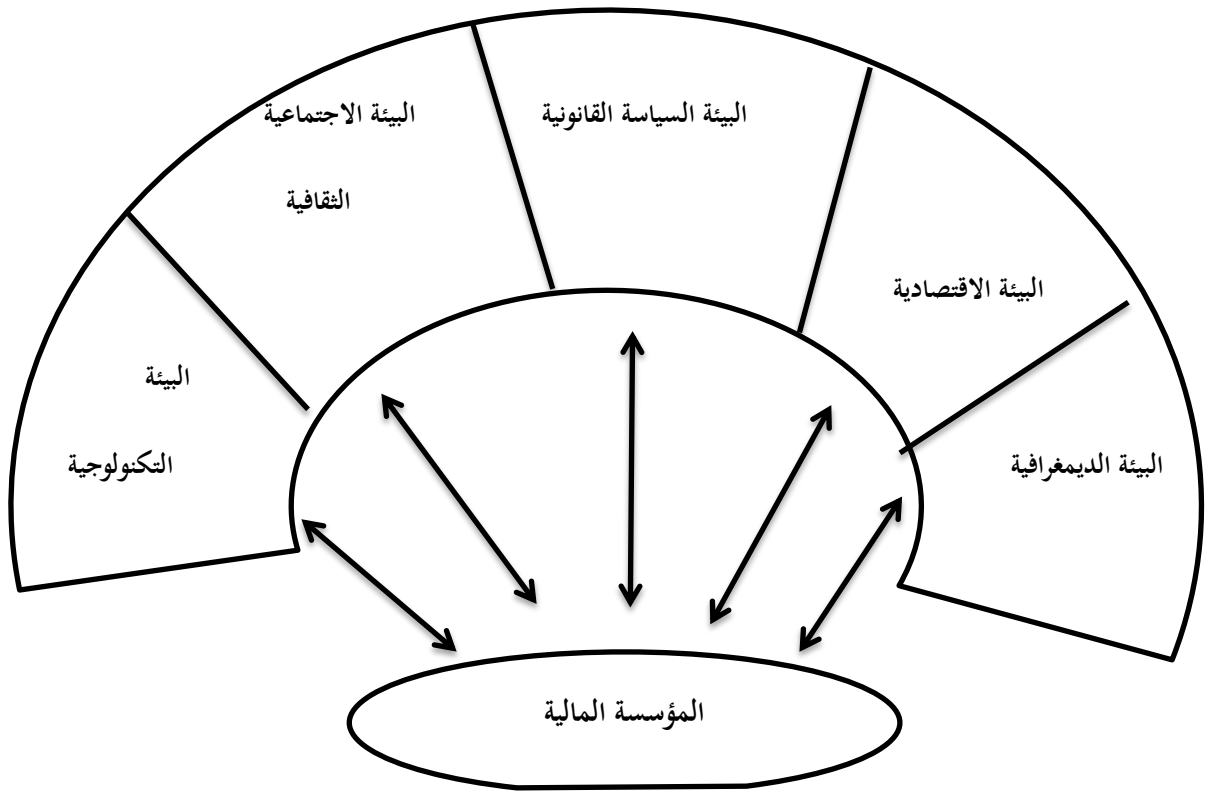 البيئة السياسة القانونية
البيئة الاجتماعية
الثقافية
البيئة الاقتصادية
البيئة
التكنولوجية
البيئة الديمغرافية
المؤسسة المالية